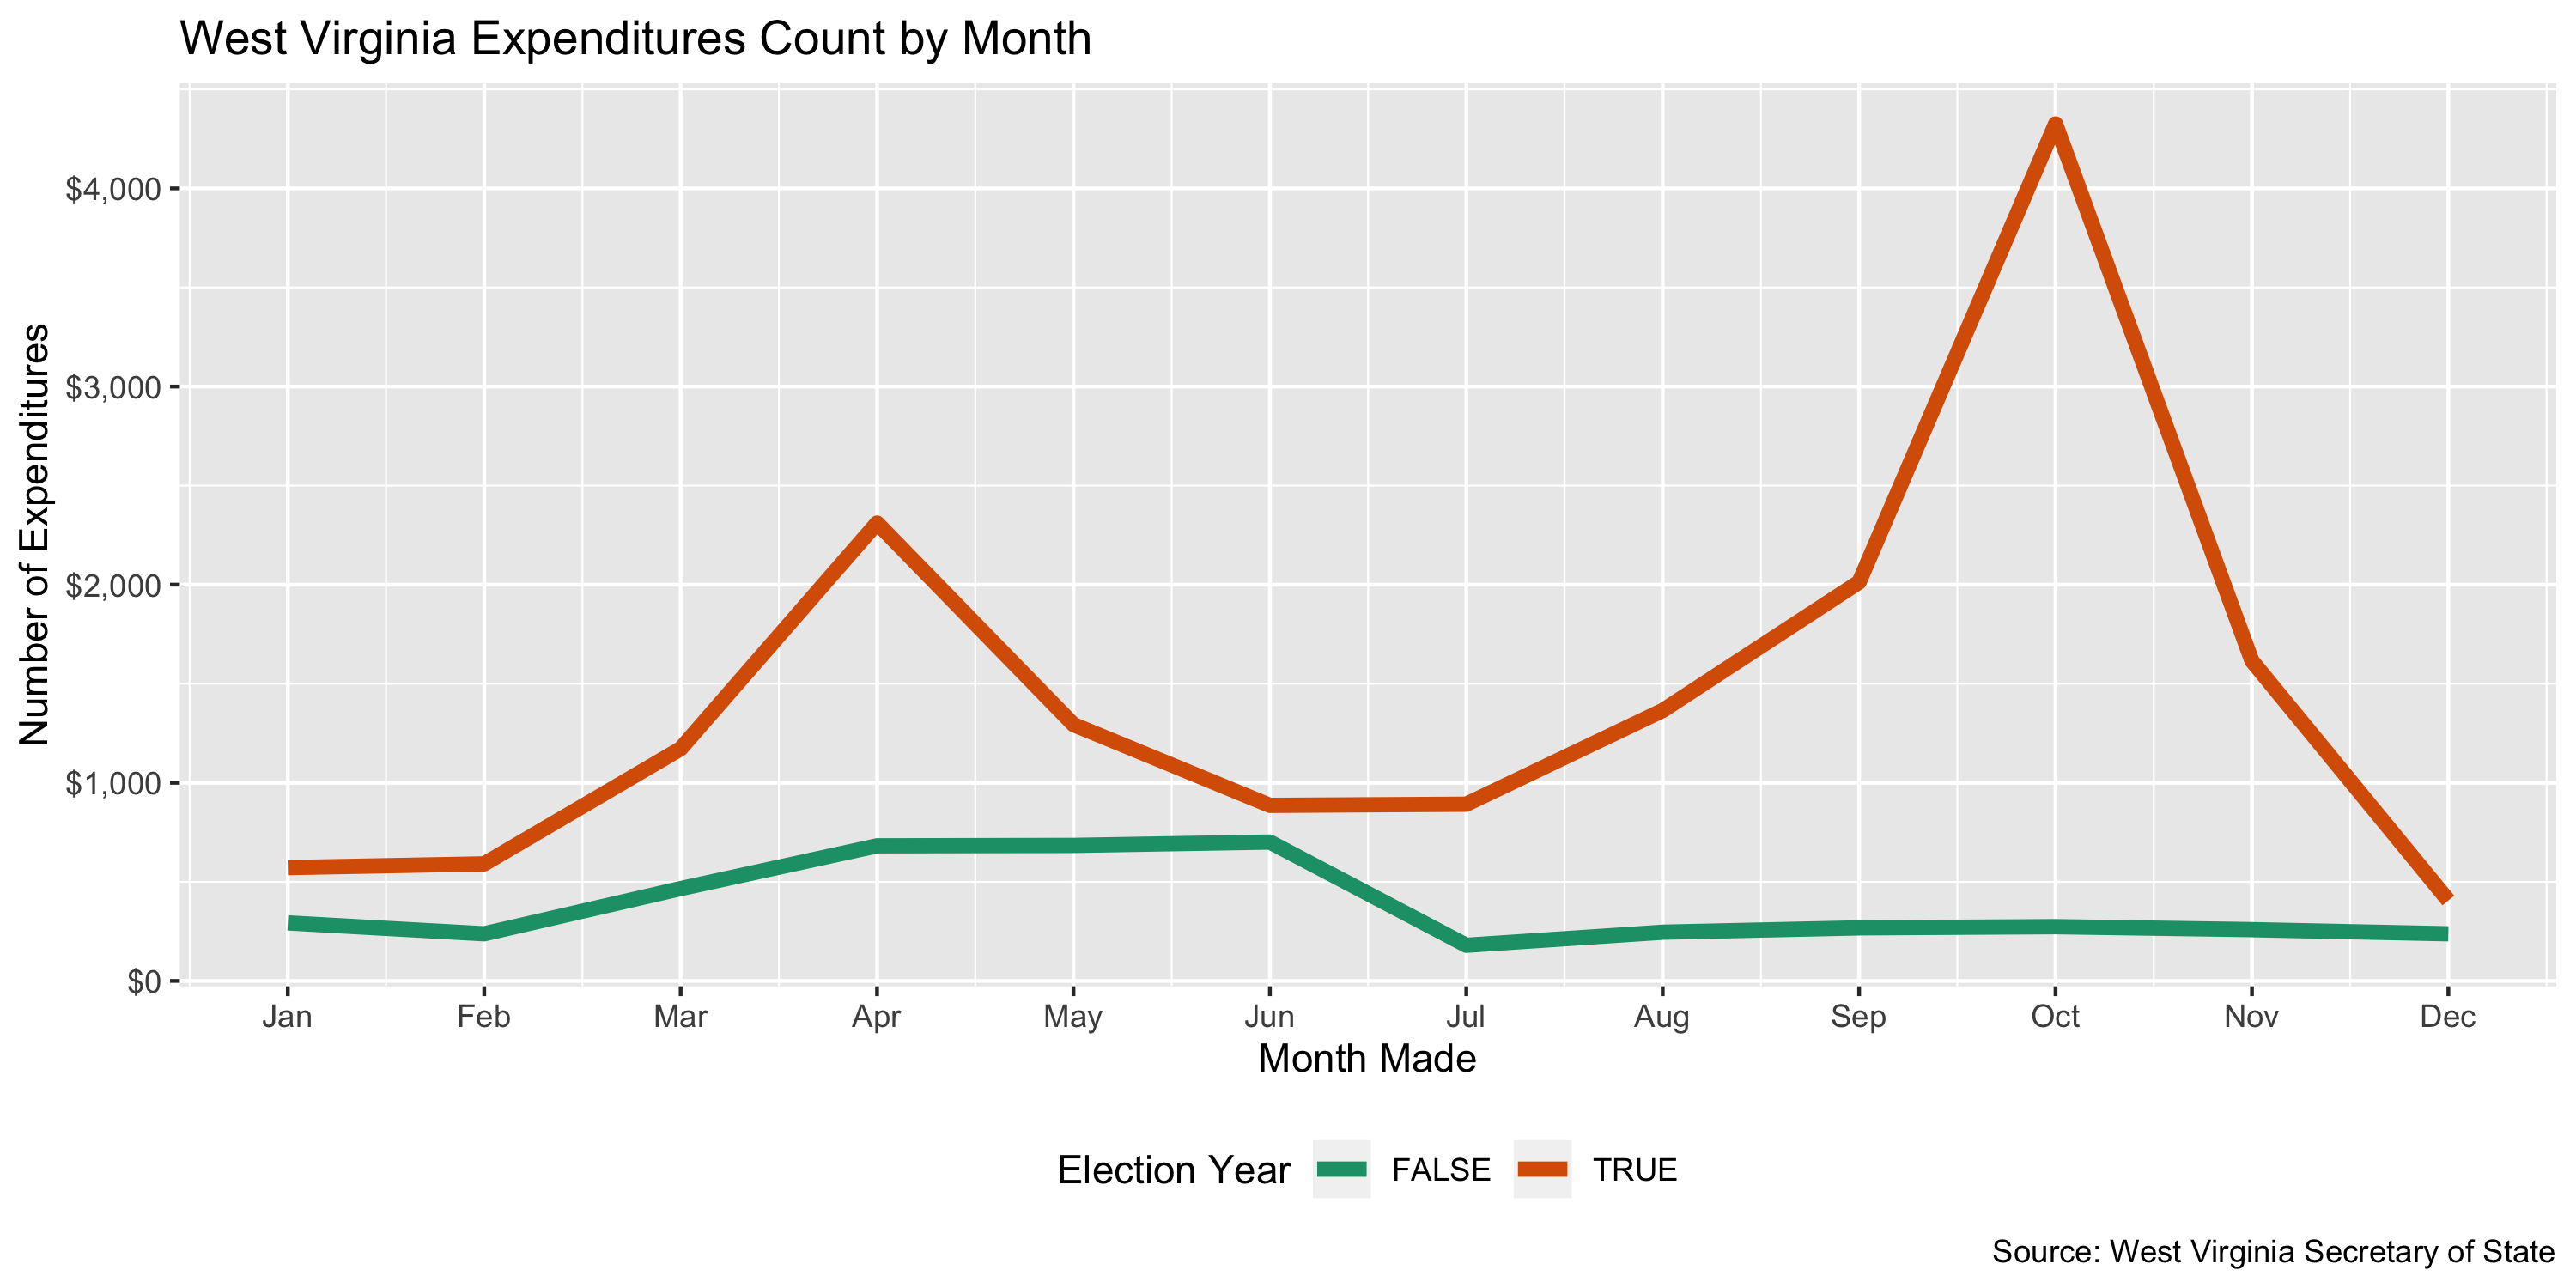 West Virginia Expenditures Count by Month
Number of Expenditures
$4,000
$3,000
$2,000
$1,000
$0
Jan Feb Mar Apr May Jun Jul Aug Sep Oct Nov Dec
Month Made
Election Year FALSE TRUE
Source: West Virginia Secretary of State